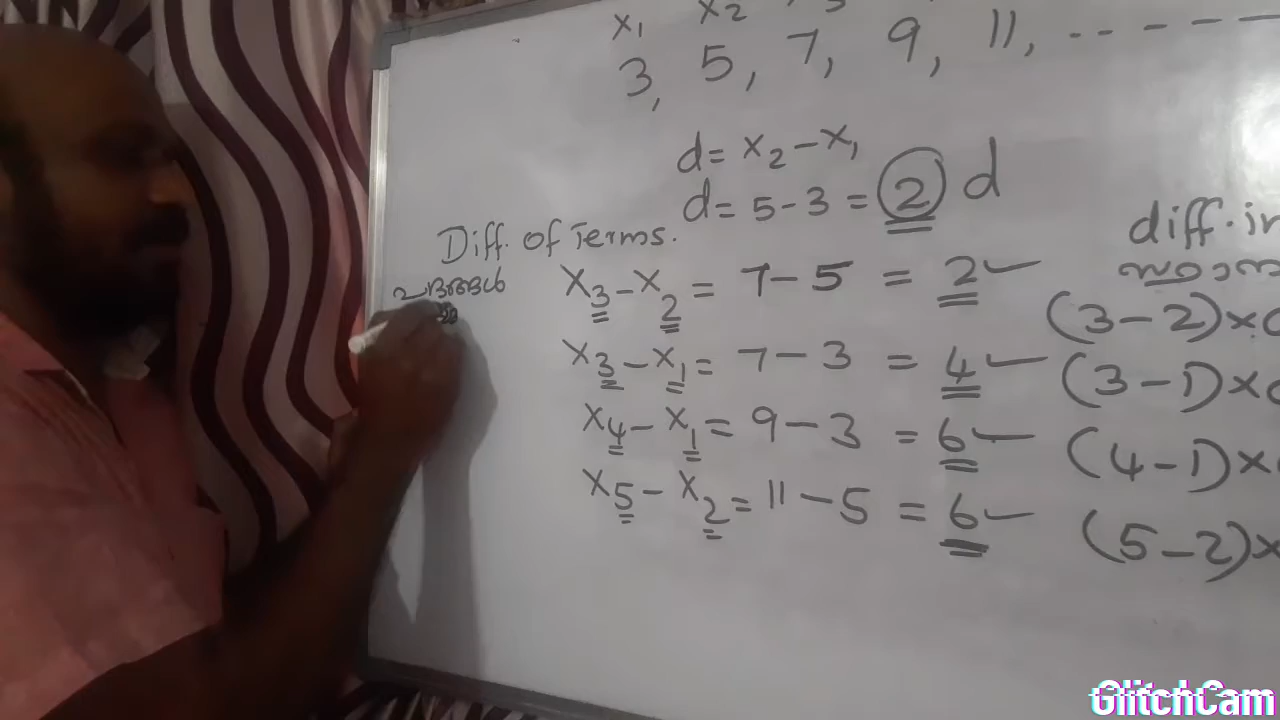 x₁ x₂
3, 5, 7, 9, 11, ------
d = x₂ - x₁
d = 5 - 3 = 2 d
Diff. of Terms.
diff. in
x₃ - x₂ = 7 - 5 = 2 (3-2)×
x₃ - x₁ = 7 - 3 = 4 (3-1)×
x₄ - x₁ = 9 - 3 = 6 (4-1)×
x₅ - x₂ = 11 - 5 = 6 (5-2)×
GlitchCam